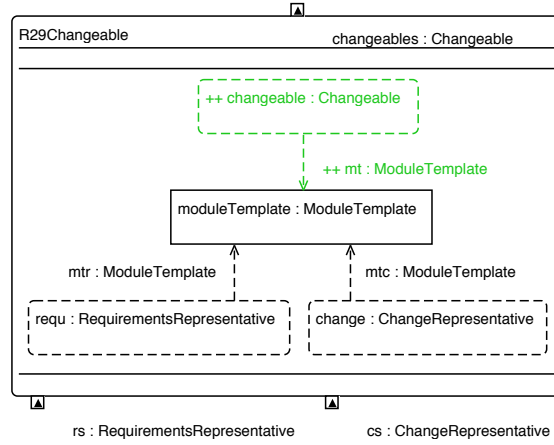 R29Changeable
changeables : Changeable
++ changeable : Changeable
++ mt : ModuleTemplate
moduleTemplate : ModuleTemplate
mtr : ModuleTemplate
mtc : ModuleTemplate
requ : RequirementsRepresentative
change : ChangeRepresentative
rs : RequirementsRepresentative
cs : ChangeRepresentative